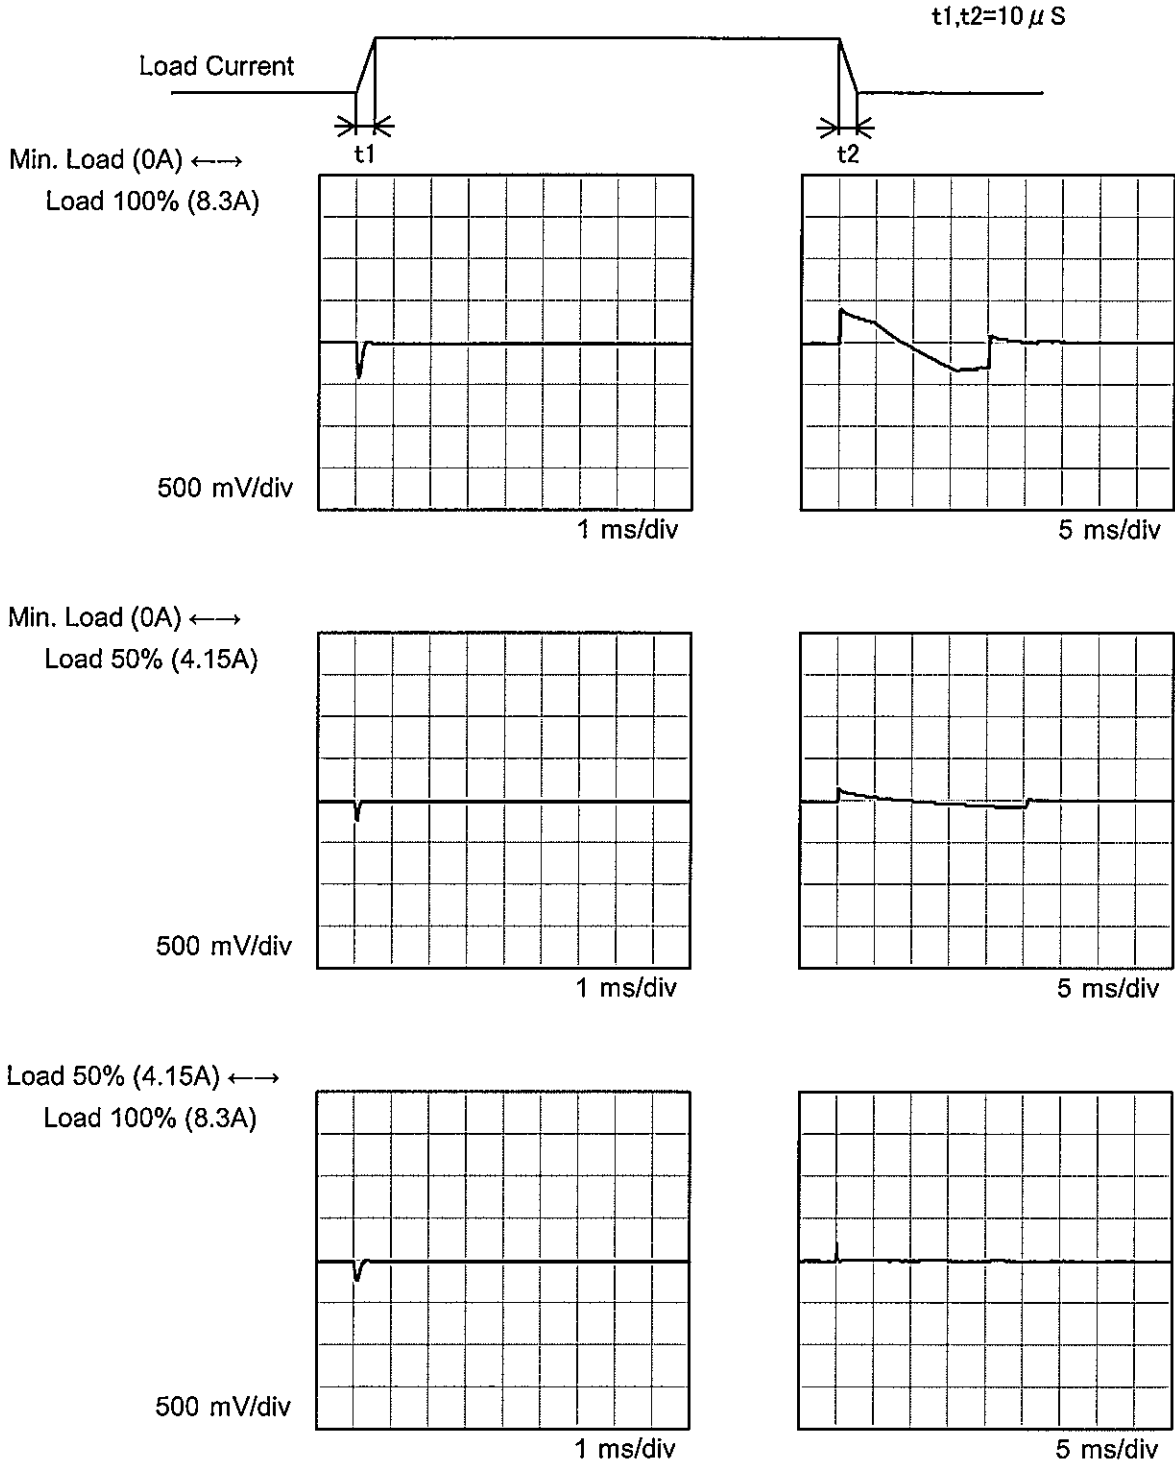 t1,t2=10 μ S
Load Current
t1
t2
Min. Load (0A) ←→
Load 100% (8.3A)
500 mV/div
1 ms/div
5 ms/div
Min. Load (0A) ←→
Load 50% (4.15A)
500 mV/div
1 ms/div
5 ms/div
Load 50% (4.15A) ←→
Load 100% (8.3A)
500 mV/div
1 ms/div
5 ms/div